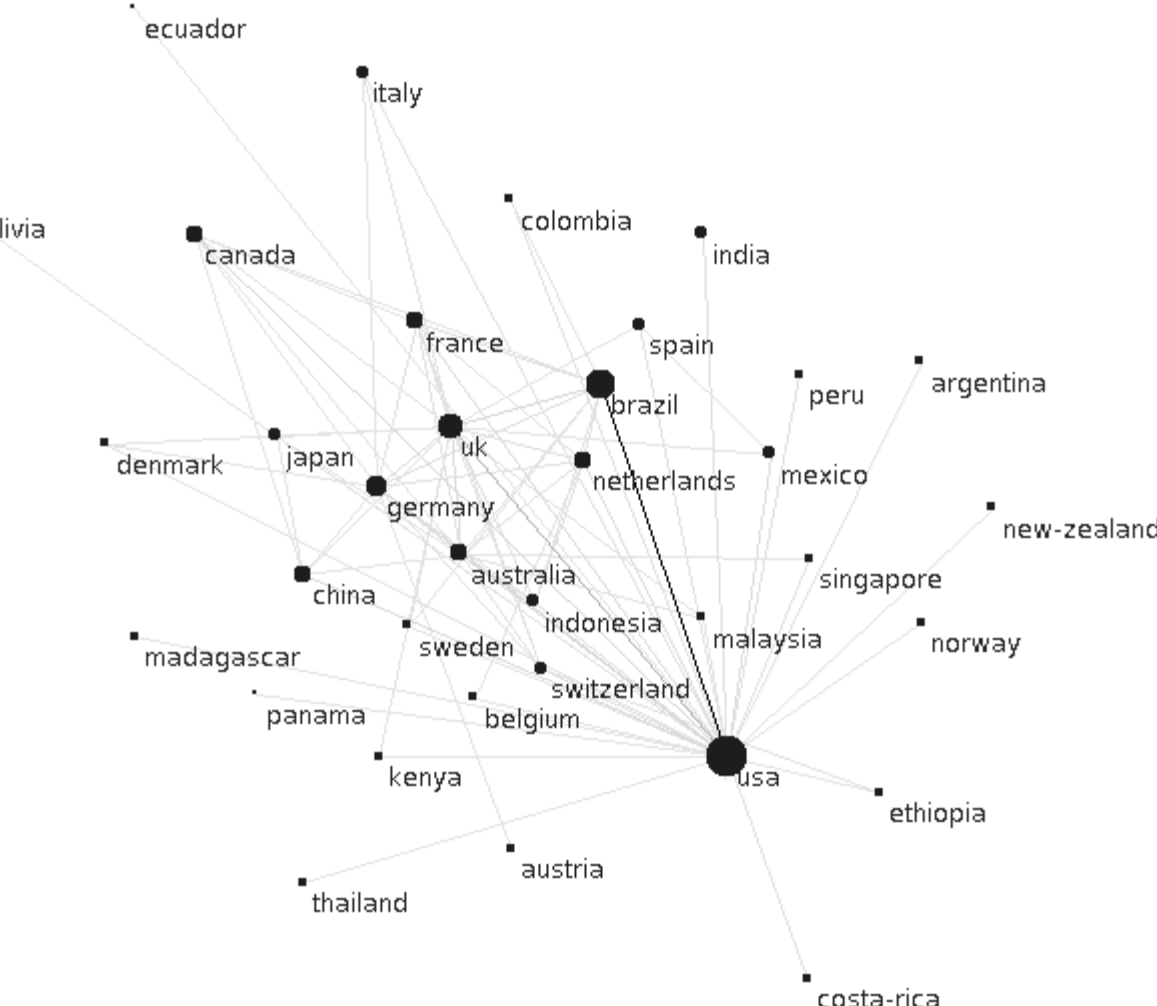 ecuador
italy
colombia
livia
canada
india
france
spain
brazil
peru
argentina
uk
denmark
japan
netherlands
mexico
germany
new-zealand
australia
singapore
china
indonesia
malaysia
norway
madagascar
sweden
switzerland
panama
belgium
kenya
usa
ethiopia
austria
thailand
costa-rica